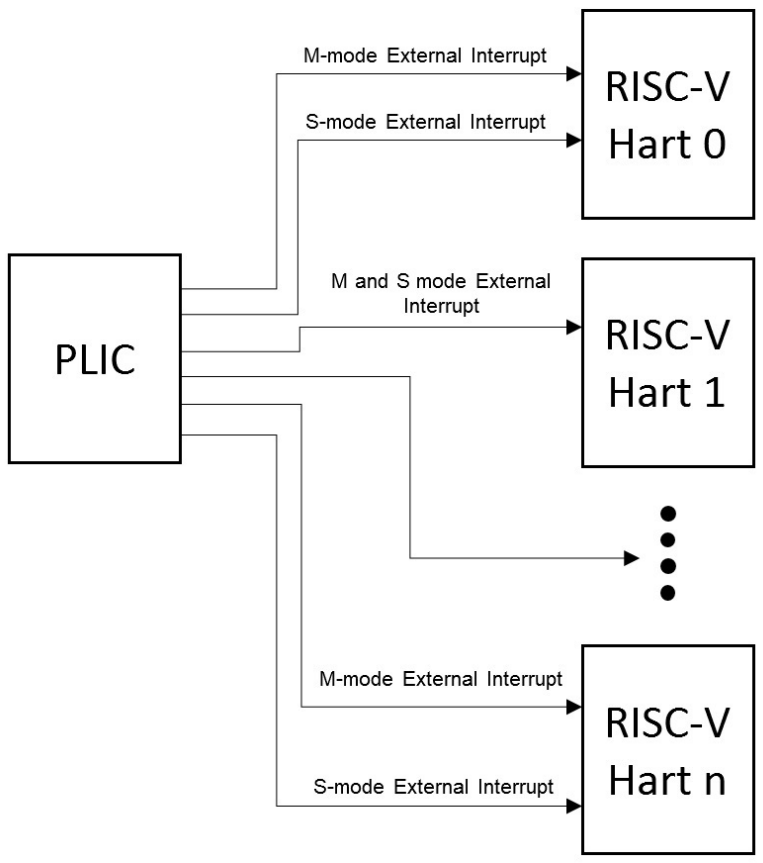 M-mode External Interrupt
RISC-V
Hart 0
S-mode External Interrupt
M and S mode External
Interrupt
RISC-V
Hart 1
PLIC
M-mode External Interrupt
RISC-V
Hart n
S-mode External Interrupt